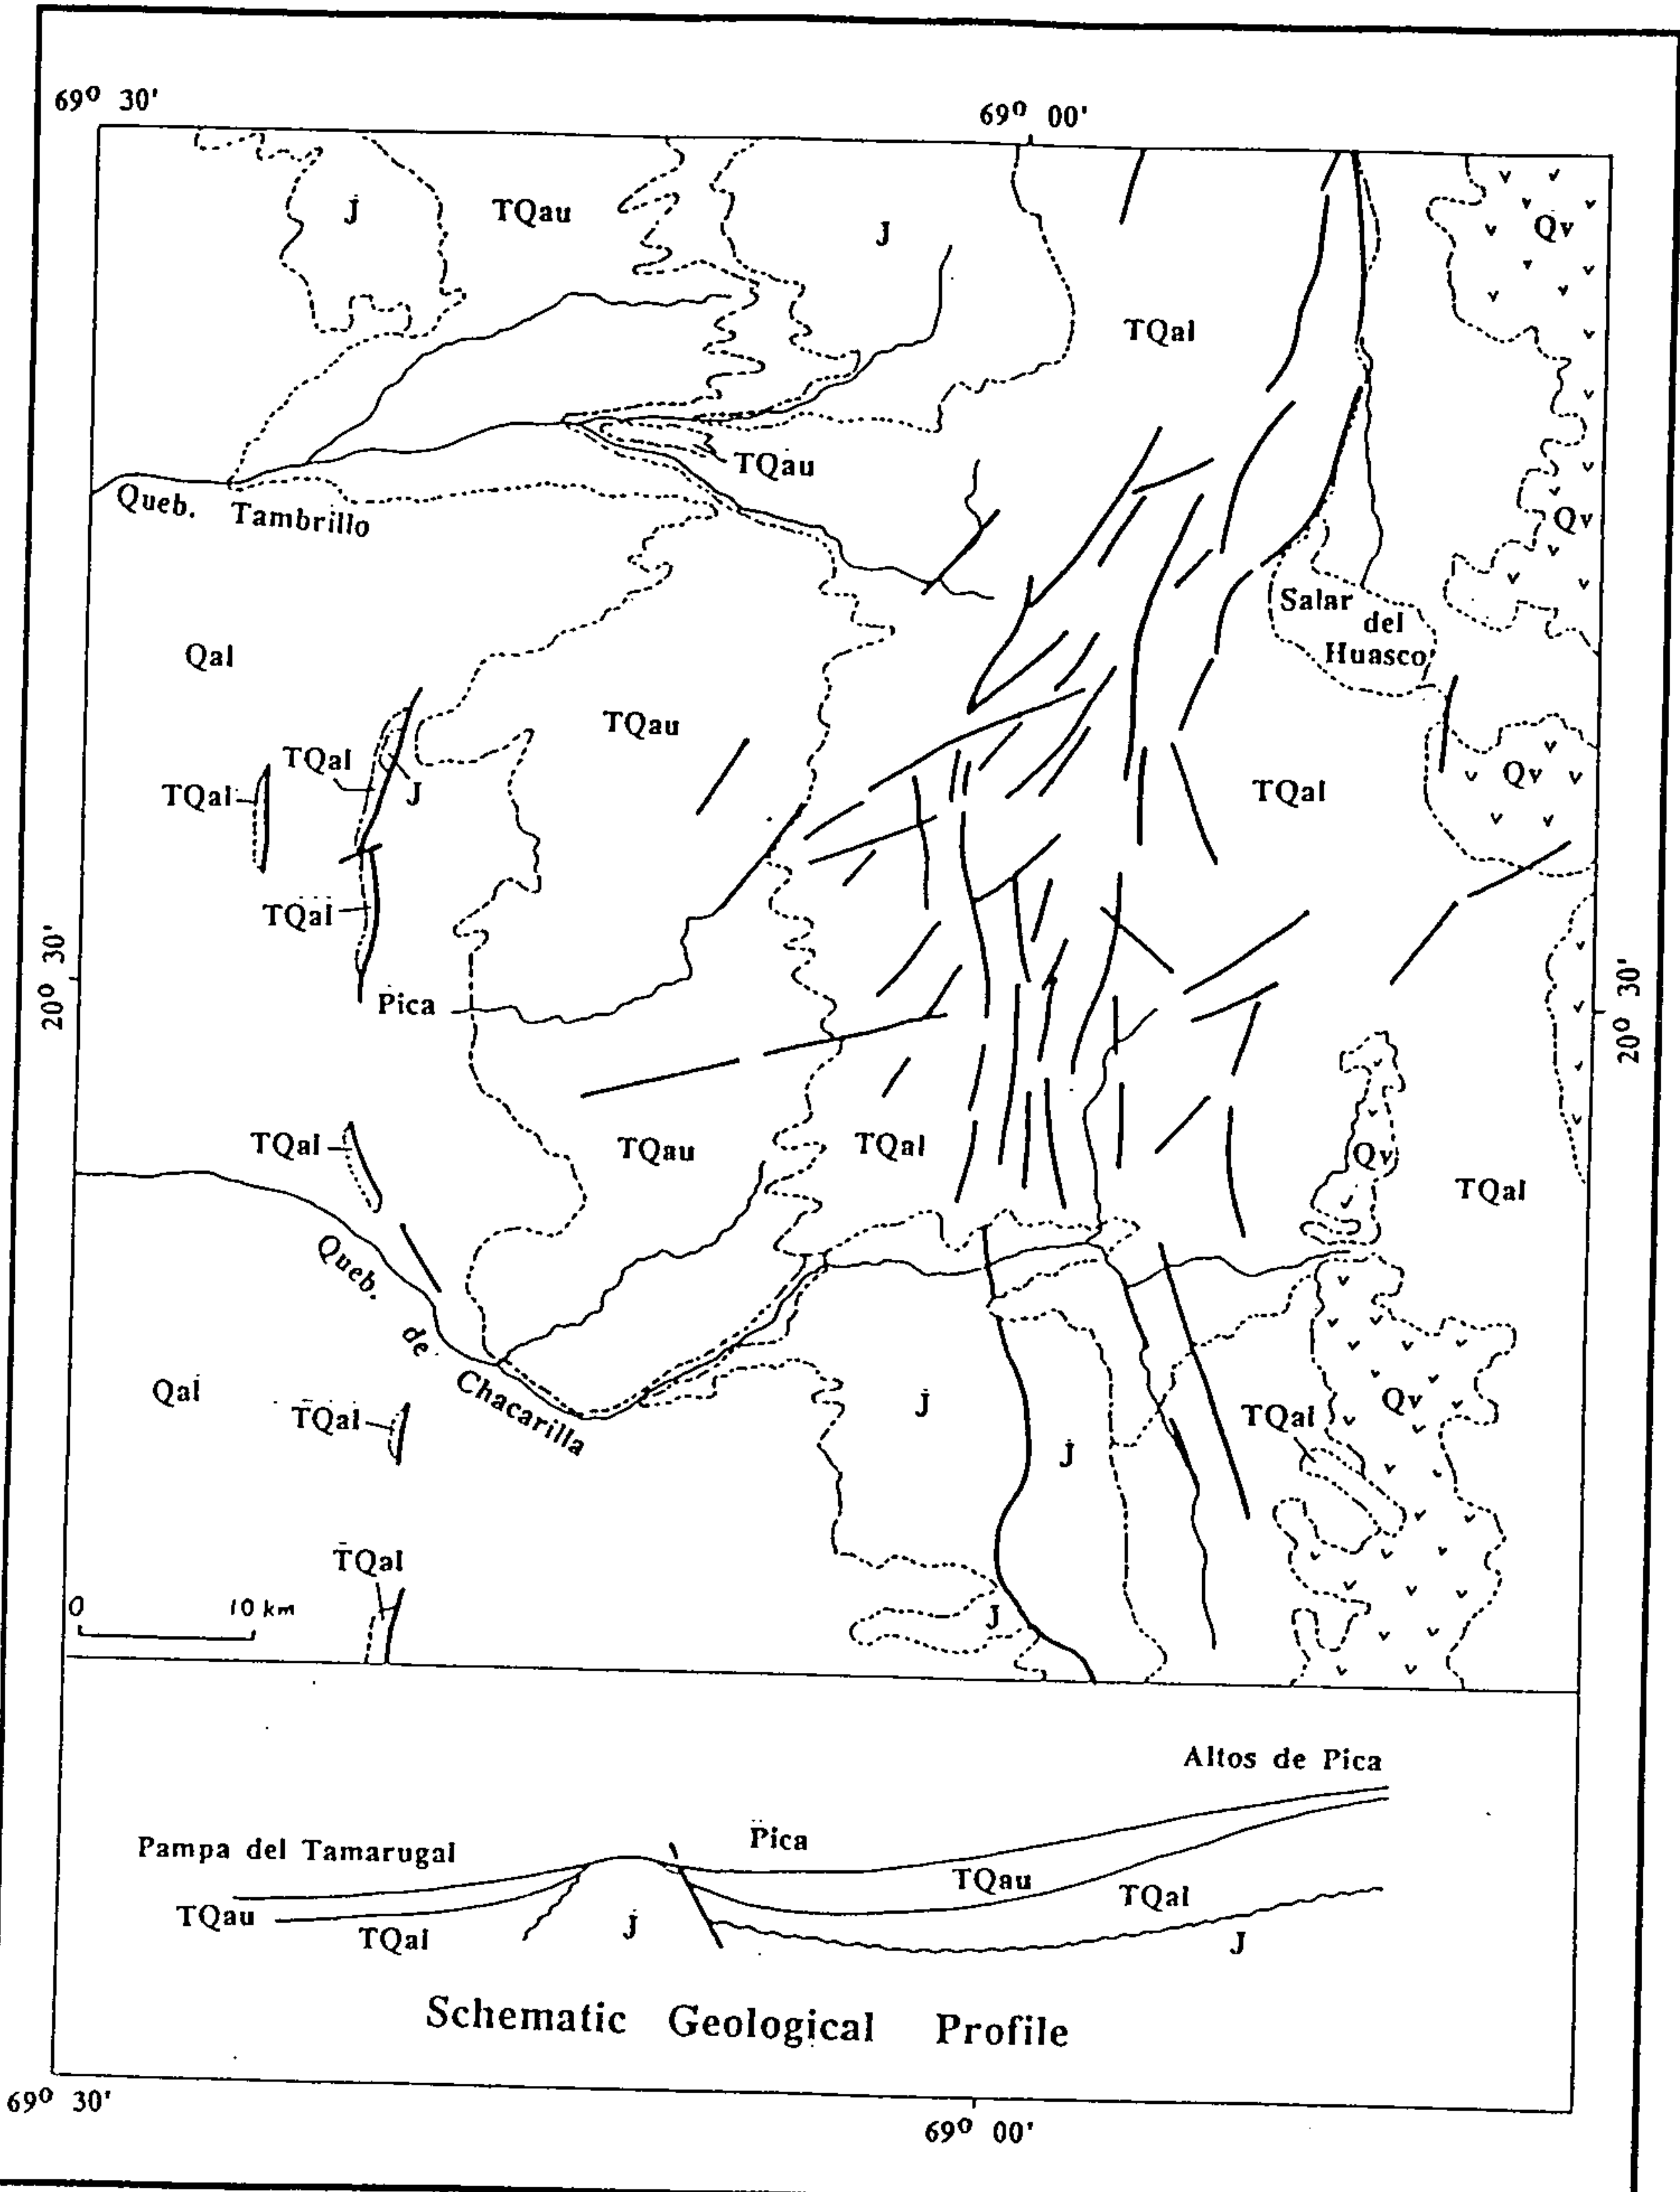 69° 30'
69° 00'
J
TQau
J
Qv
TQal
TQau
Queb. Tambrillo
Qv
Salar
del
Huasco
Qal
TQau
TQal
J
TQal
TQal
Qv
TQal
20° 30'
Pica
20° 30'
TQal
TQau
TQal
Qv
TQal
Queb.
de
Chacarilla
Qal
TQal
J
J
TQal
Qv
TQal
J
0 10 km
Altos de Pica
Pampa del Tamarugal
Pica
TQau
TQal
TQau
TQal
J
J
Schematic Geological Profile
69° 30'
69° 00'